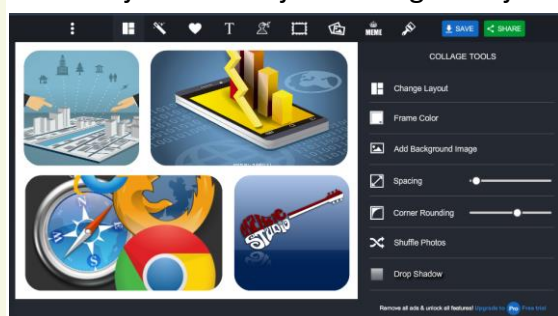 T
MEME
SAVE
SHARE
COLLAGE TOOLS
Change Layout
Frame Color
Add Background Image
Spacing
Corner Rounding
Shuffle Photos
Drop Shadow
Remove all ads & unlock all features! Upgrade to Pro Free trial